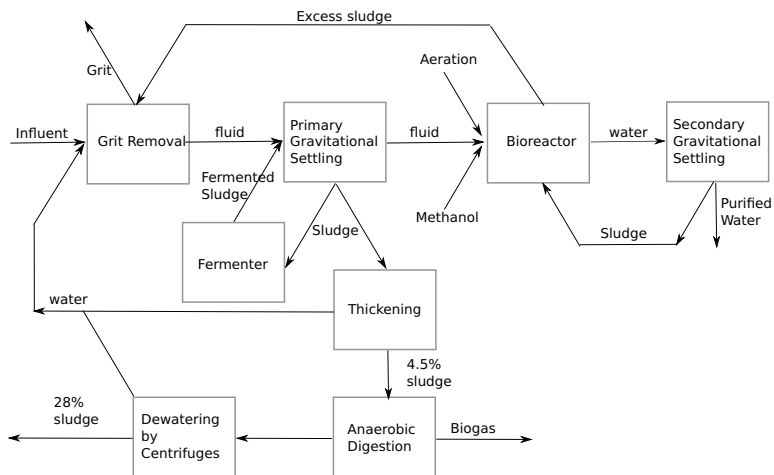 Excess sludge
Grit
Aeration
Influent
Grit Removal
fluid
Primary
Gravitational
Settling
fluid
Bioreactor
water
Secondary
Gravitational
Settling
Fermented
Sludge
Methanol
Purified
Water
Sludge
Sludge
Fermenter
water
Thickening
4.5%
sludge
28%
sludge
Dewatering
by
Centrifuges
Anaerobic
Digestion
Biogas